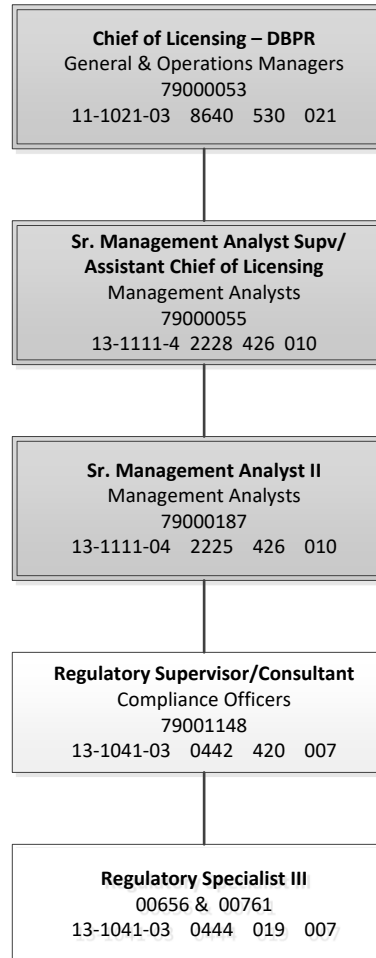 Chief of Licensing – DBPR
General & Operations Managers
79000053
11-1021-03 8640 530 021
Sr. Management Analyst Supv/
Assistant Chief of Licensing
Management Analysts
79000055
13-1111-4 2228 426 010
Sr. Management Analyst II
Management Analysts
79000187
13-1111-04 2225 426 010
Regulatory Supervisor/Consultant
Compliance Officers
79001148
13-1041-03 0442 420 007
Regulatory Specialist III
00656 & 00761
13-1041-03 0444 019 007